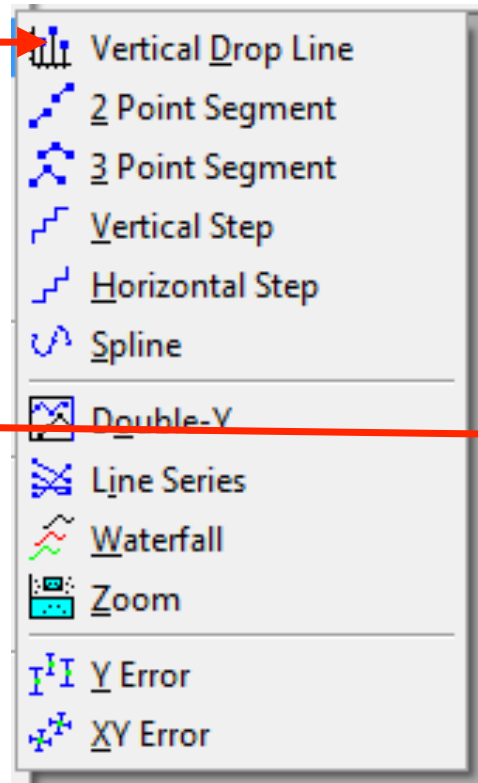 Vertical Drop Line
2 Point Segment
3 Point Segment
Vertical Step
Horizontal Step
Spline
Double-Y
Line Series
Waterfall
Zoom
Y Error
XY Error